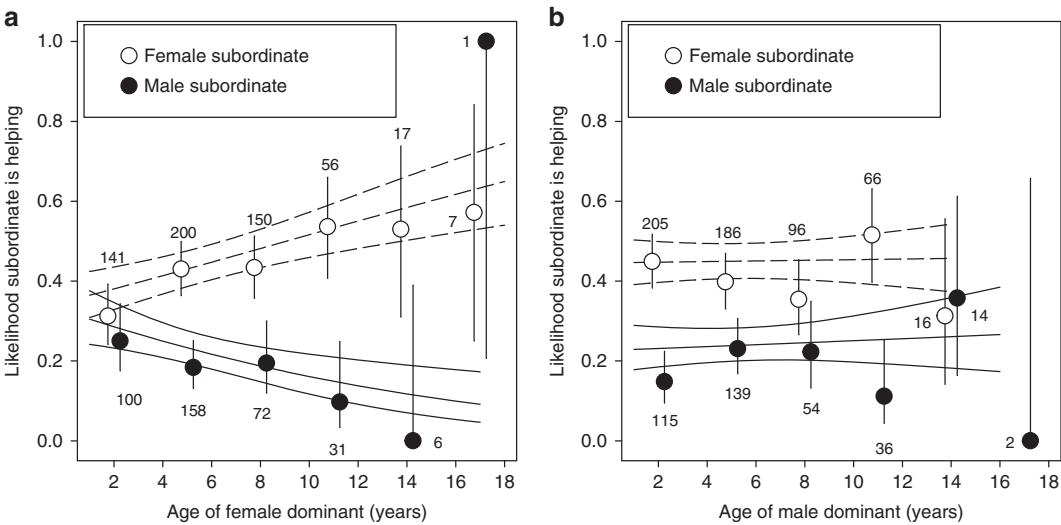 a
Female subordinate
Male subordinate
Likelihood subordinate is helping
1.0
0.8
0.6
0.4
0.2
0.0
1
17
56
150
200
141
7
100
158
72
31
6
2 4 6 8 10 12 14 16 18
Age of female dominant (years)
b
Female subordinate
Male subordinate
Likelihood subordinate is helping
1.0
0.8
0.6
0.4
0.2
0.0
66
205
186
96
16
14
115
139
54
36
2
2 4 6 8 10 12 14 16 18
Age of male dominant (years)